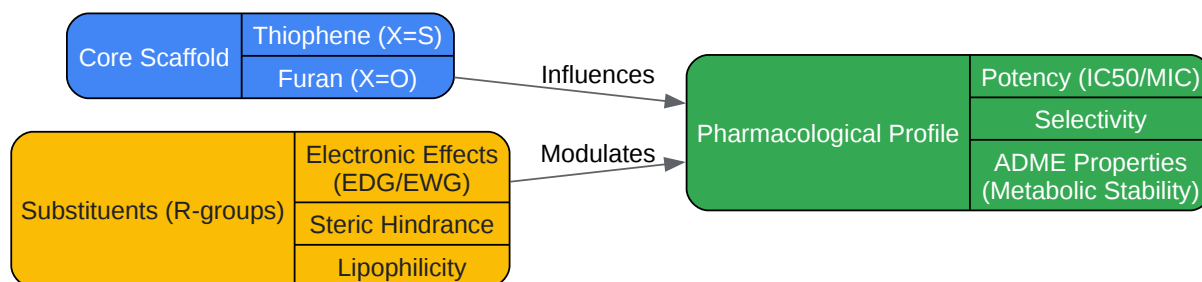 Core Scaffold
Thiophene (X=S)
Furan (X=O)
Influences
Pharmacological Profile
Potency (IC50/MIC)
Selectivity
ADME Properties
(Metabolic Stability)
Substituents (R-groups)
Electronic Effects
(EDG/EWG)
Steric Hindrance
Lipophilicity
Modulates